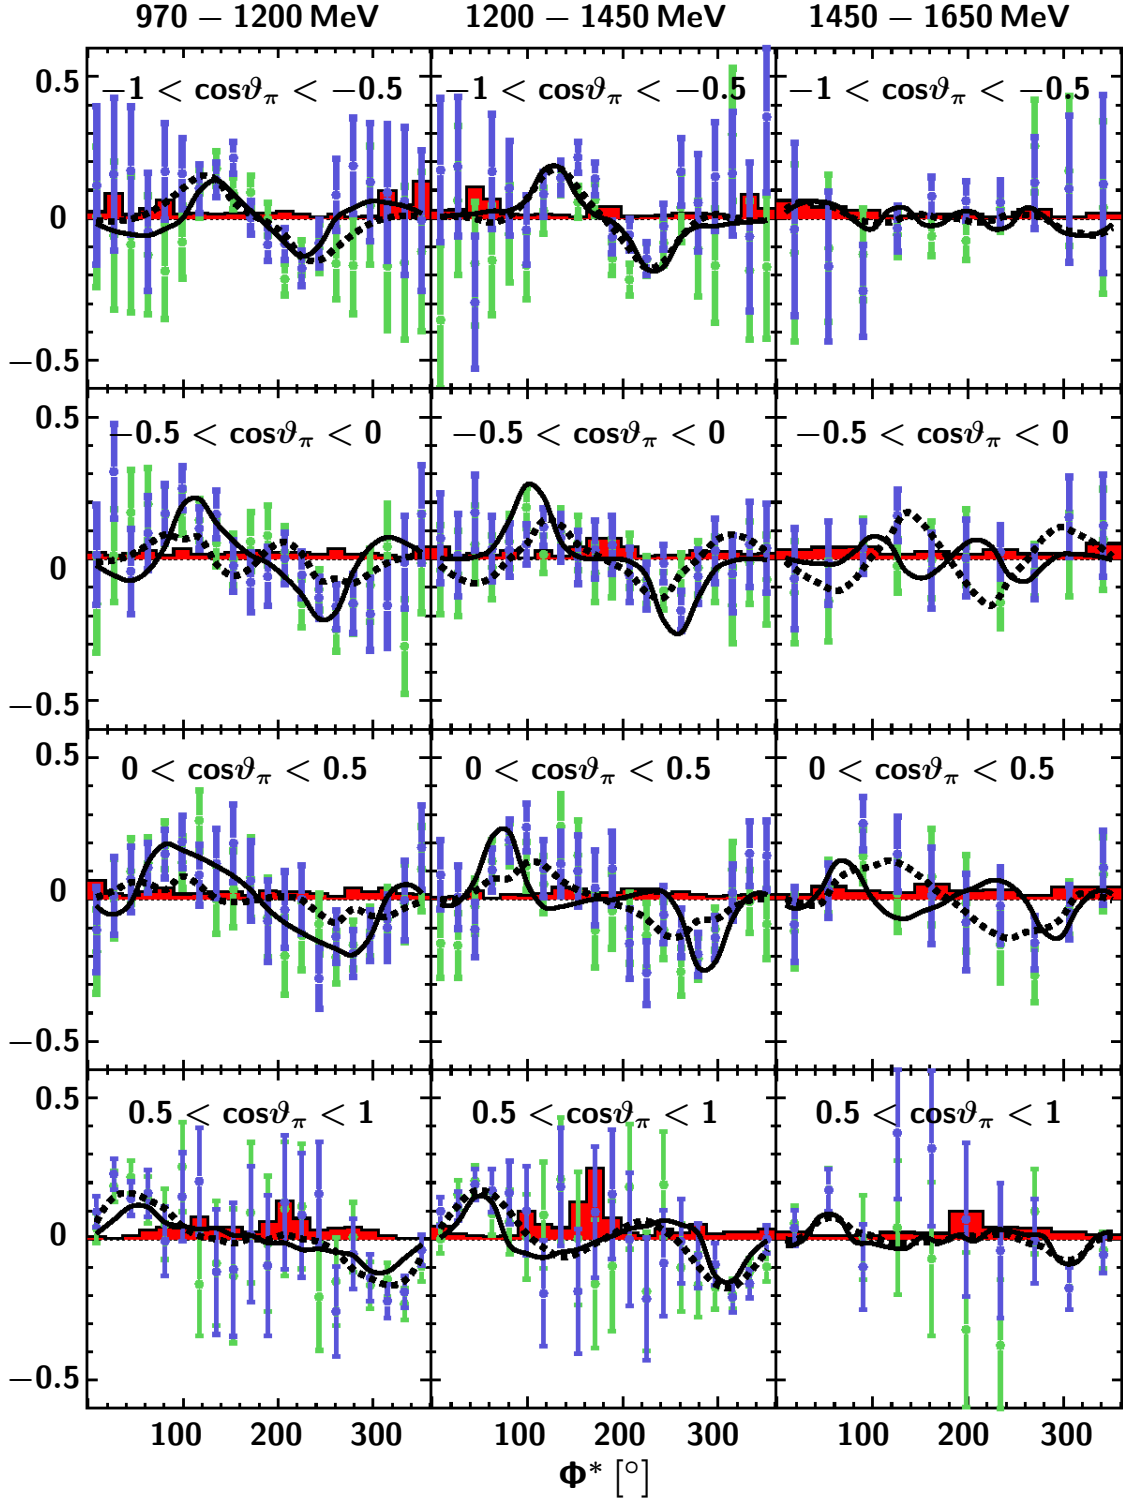 970 − 1200 MeV 1200 − 1450 MeV 1450 − 1650 MeV
0.5 −1 < cosϑπ < −0.5 −1 < cosϑπ < −0.5 −1 < cosϑπ < −0.5
0
−0.5
0.5 −0.5 < cosϑπ < 0 −0.5 < cosϑπ < 0 −0.5 < cosϑπ < 0
0
−0.5
0.5 0 < cosϑπ < 0.5 0 < cosϑπ < 0.5 0 < cosϑπ < 0.5
0
−0.5
0.5 0.5 < cosϑπ < 1 0.5 < cosϑπ < 1 0.5 < cosϑπ < 1
0
−0.5
100 200 300 100 200 300 100 200 300
Φ* [°]